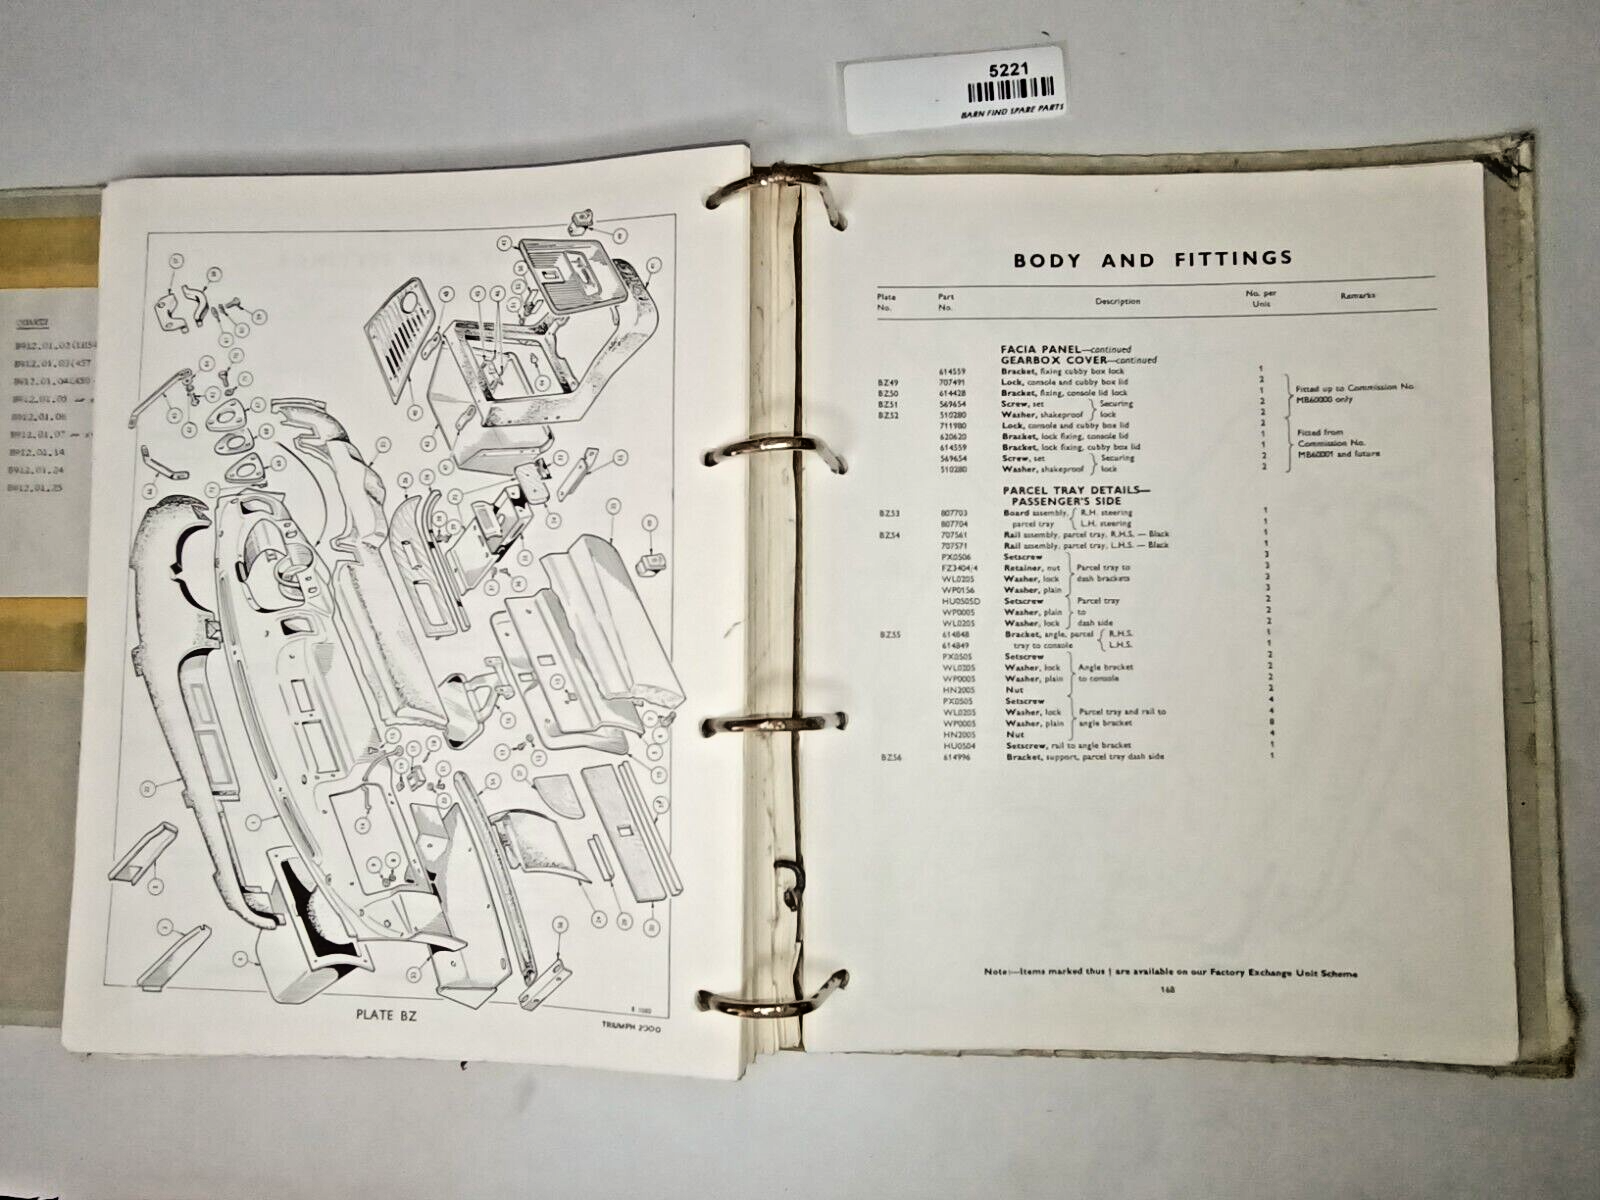 5221
BARN FIND SPARE PARTS
B912.01.06
B912.01.14
B912.01.24
B912.01.25
PLATE BZ
TRIUMPH 2000
BODY AND FITTINGS
Plate No. Part No. Description No. per Unit Remarks
FACIA PANEL—continued
GEARBOX COVER—continued
614559 Bracket, fixing cubby box lock 1
BZ49 707491 Lock, console and cubby box lid 2
BZ50 614428 Bracket, fixing, console lid lock 1
BZ51 569654 Screw, set 2
BZ52 510280 Washer, shakeproof 2
Securing lock
Fitted up to Commission No. MB60000 only
711980 Lock, console and cubby box lid 2
620620 Bracket, lock fixing, console lid 1
614559 Bracket, lock fixing, cubby box lid 1
569654 Screw, set 2
510280 Washer, shakeproof 2
Securing lock
Fitted from Commission No. MB60001 and future
PARCEL TRAY DETAILS—
PASSENGER'S SIDE
BZ53 807703 Board assembly, R.H. steering 1
807704 parcel tray L.H. steering 1
BZ54 707561 Rail assembly, parcel tray, R.H.S. — Black 1
707571 Rail assembly, parcel tray, L.H.S. — Black 1
PX0506 Setscrew 3
FZ3404/4 Retainer, nut 3
WL0205 Washer, lock 3
WP0156 Washer, plain 3
Parcel tray to dash brackets
HU0505D Setscrew 2
WP0005 Washer, plain 2
WL0205 Washer, lock 2
Parcel tray to dash side
BZ55 614848 Bracket, angle, parcel R.H.S. 1
614849 tray to console L.H.S. 1
PX0505 Setscrew 2
WL0205 Washer, lock 2
WP0005 Washer, plain 2
HN2005 Nut 2
Angle bracket to console
PX0505 Setscrew 4
WL0205 Washer, lock 4
WP0005 Washer, plain 8
HN2005 Nut 4
Parcel tray and rail to angle bracket
HU0504 Setscrew, rail to angle bracket 1
BZ56 614996 Bracket, support, parcel tray dash side 1
Note:—Items marked thus † are available on our Factory Exchange Unit Scheme
168